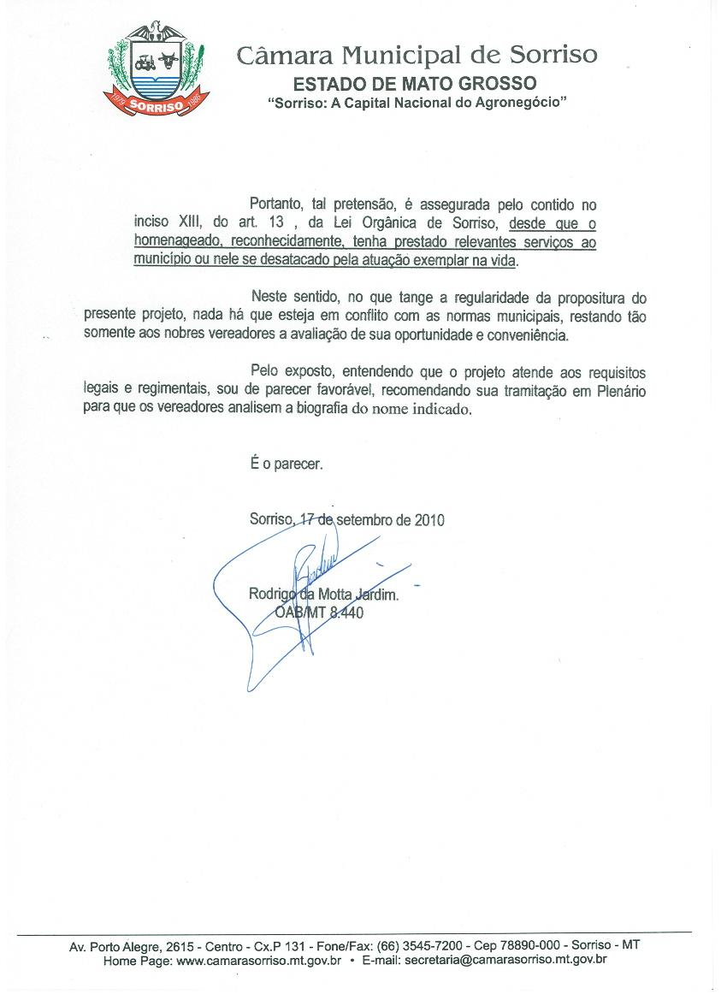 Câmara Municipal de Sorriso
ESTADO DE MATO GROSSO
“Sorriso: A Capital Nacional do Agronegócio”
1979 SORRISO 1986
Portanto, tal pretensão, é assegurada pelo contido no
inciso XIII, do art. 13 , da Lei Orgânica de Sorriso, desde que o
homenageado, reconhecidamente, tenha prestado relevantes serviços ao
município ou nele se desatacado pela atuação exemplar na vida.
Neste sentido, no que tange a regularidade da propositura do
presente projeto, nada há que esteja em conflito com as normas municipais, restando tão
somente aos nobres vereadores a avaliação de sua oportunidade e conveniência.
Pelo exposto, entendendo que o projeto atende aos requisitos
legais e regimentais, sou de parecer favorável, recomendando sua tramitação em Plenário
para que os vereadores analisem a biografia do nome indicado.
É o parecer.
Sorriso, 17 de setembro de 2010
Rodrigo da Motta Jardim.
OAB/MT 8.440
Av. Porto Alegre, 2615 - Centro - Cx.P 131 - Fone/Fax: (66) 3545-7200 - Cep 78890-000 - Sorriso - MT
Home Page: www.camarasorriso.mt.gov.br • E-mail: secretaria@camarasorriso.mt.gov.br